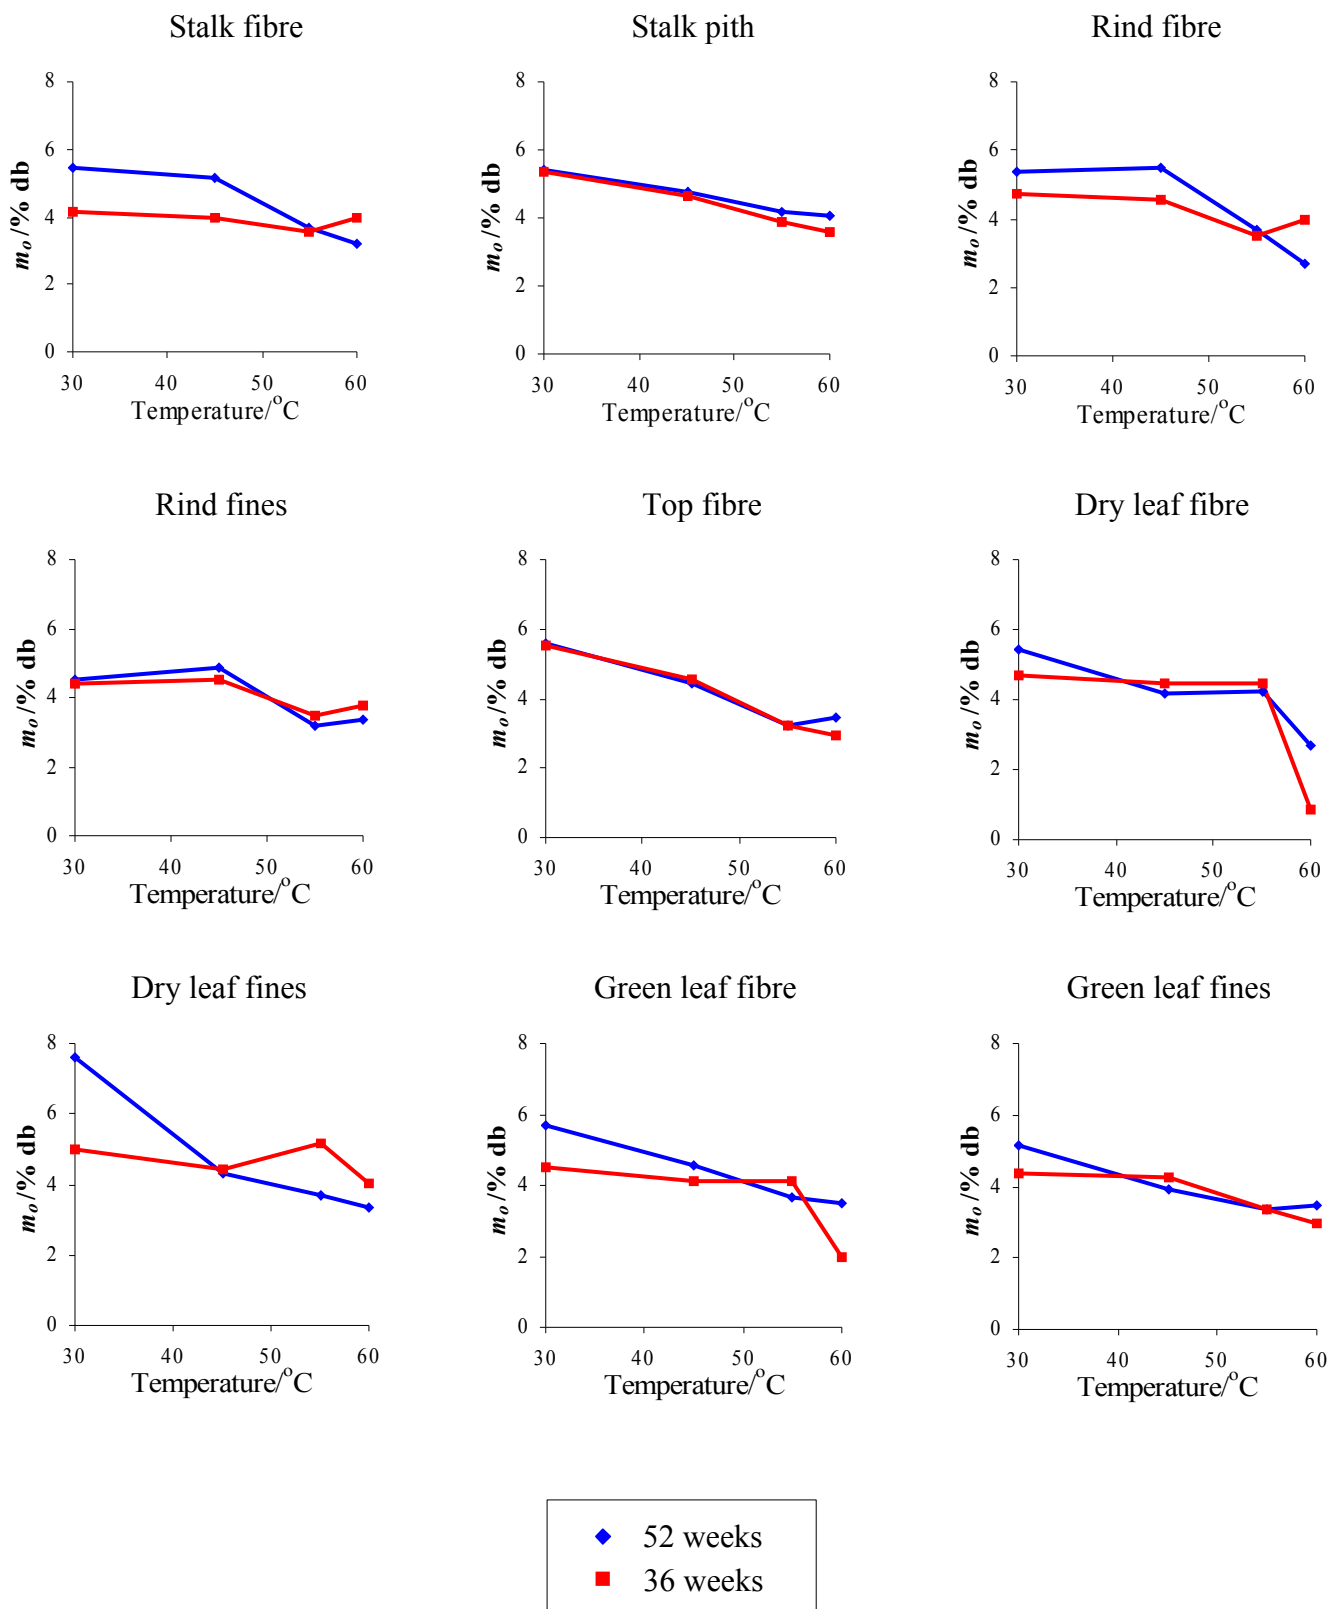 Stalk fibre
Stalk pith
Rind fibre
8
6
4
2
0
m_o/% db
30 40 50 60
Temperature/°C
8
6
4
2
0
m_o/% db
30 40 50 60
Temperature/°C
8
6
4
2
0
m_o/% db
30 40 50 60
Temperature/°C
Rind fines
Top fibre
Dry leaf fibre
8
6
4
2
0
m_o/% db
30 40 50 60
Temperature/°C
8
6
4
2
0
m_o/% db
30 40 50 60
Temperature/°C
8
6
4
2
0
m_o/% db
30 40 50 60
Temperature/°C
Dry leaf fines
Green leaf fibre
Green leaf fines
8
6
4
2
0
m_o/% db
30 40 50 60
Temperature/°C
8
6
4
2
0
m_o/% db
30 40 50 60
Temperature/°C
8
6
4
2
0
m_o/% db
30 40 50 60
Temperature/°C
52 weeks
36 weeks